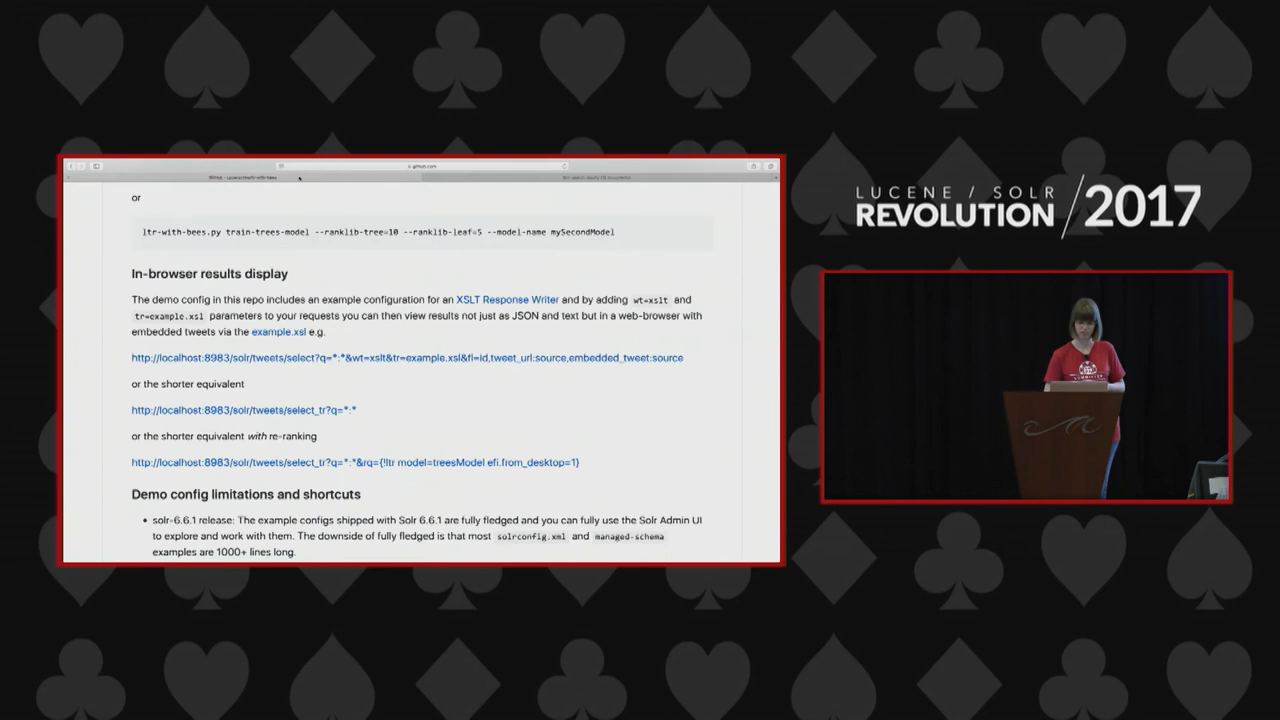 github.com
or
ltr-with-bees.py train-trees-model --ranklib-tree=10 --ranklib-leaf=5 --model-name mySecondModel
In-browser results display
The demo config in this repo includes an example configuration for an XSLT Response Writer and by adding wt=xslt and
tr=example.xsl parameters to your requests you can then view results not just as JSON and text but in a web-browser with
embedded tweets via the example.xsl e.g.
http://localhost:8983/solr/tweets/select?q=*:*&wt=xslt&tr=example.xsl&fl=id,tweet_url:source,embedded_tweet:source
or the shorter equivalent
http://localhost:8983/solr/tweets/select_tr?q=*:*
or the shorter equivalent with re-ranking
http://localhost:8983/solr/tweets/select_tr?q=*:*&rq={!ltr model=treesModel efi.from_desktop=1}
Demo config limitations and shortcuts
• solr-6.6.1 release: The example configs shipped with Solr 6.6.1 are fully fledged and you can fully use the Solr Admin UI
to explore and work with them. The downside of fully fledged is that most solrconfig.xml and managed-schema
examples are 1000+ lines long.
LUCENE / SOLR
REVOLUTION / 2017